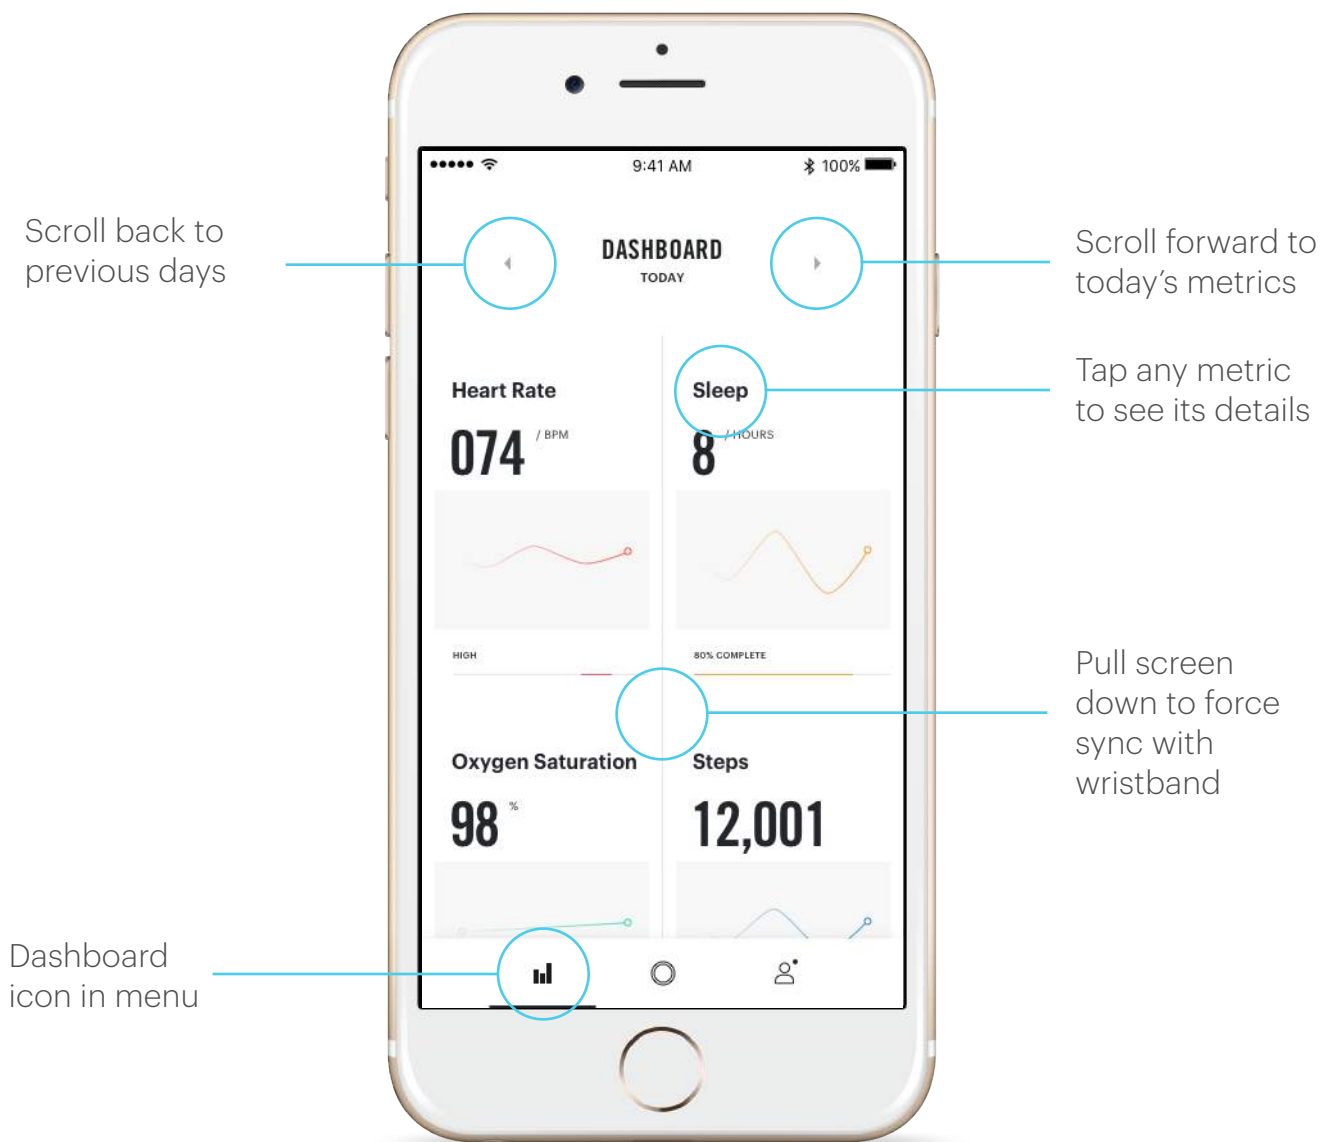 9:41 AM
100%
Scroll back to
previous days
DASHBOARD
TODAY
Scroll forward to
today’s metrics
Tap any metric
to see its details
Heart Rate
074 / BPM
Sleep
8 / HOURS
HIGH
80% COMPLETE
Pull screen
down to force
sync with
wristband
Oxygen Saturation
98 %
Steps
12,001
Dashboard
icon in menu